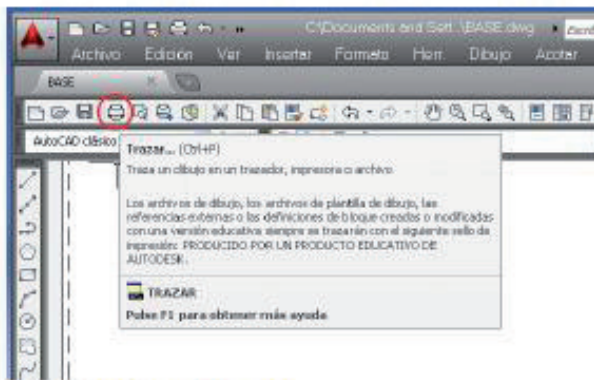 C:\Documents and Sett..\BASE.dwg
Archivo Edición Ver Insertar Formato Herr. Dibujo Acotar
BASE
AutoCAD clásico
Trazar... (Ctrl+P)
Traza un dibujo en un trazador, impresora o archivo
Los archivos de dibujo, los archivos de plantilla de dibujo, las
referencias externas o las definiciones de bloque creadas o modificadas
con una versión educativa siempre se trazarán con el siguiente sello de
impresión: PRODUCIDO POR UN PRODUCTO EDUCATIVO DE
AUTODESK.
TRAZAR
Pulse F1 para obtener más ayuda